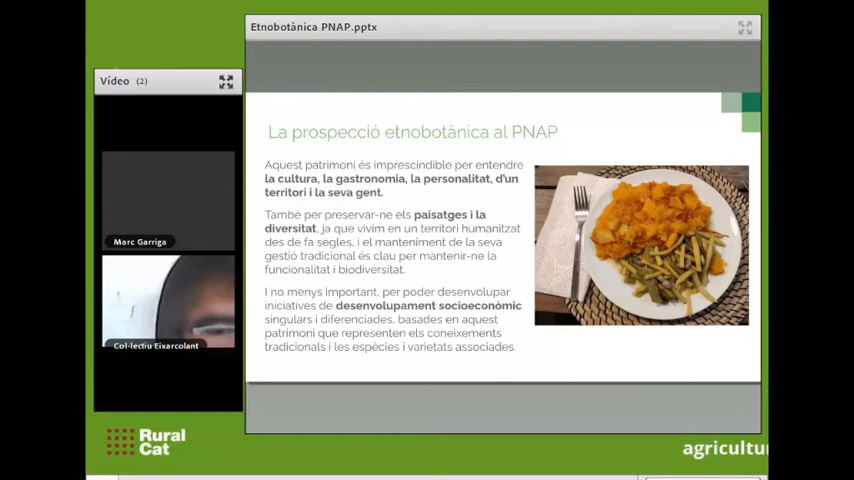 Etnobotànica PNAP.pptx
Vídeo (2)
La prospecció etnobotànica al PNAP
Aquest patrimoni és imprescindible per entendre
la cultura, la gastronomia, la personalitat, d'un
territori i la seva gent.
També per preservar-ne els paisatges i la
diversitat, ja que vivim en un territori humanitzat
des de fa segles, i el manteniment de la seva
gestió tradicional és clau per mantenir-ne la
funcionalitat i biodiversitat.
I no menys important, per poder desenvolupar
iniciatives de desenvolupament socioeconòmic
singulars i diferenciades, basades en aquest
patrimoni que representen els coneixements
tradicionals i les espècies i varietats associades.
Marc Garriga
Col·lectiu Eixarcolant
Rural
Cat
agricultur